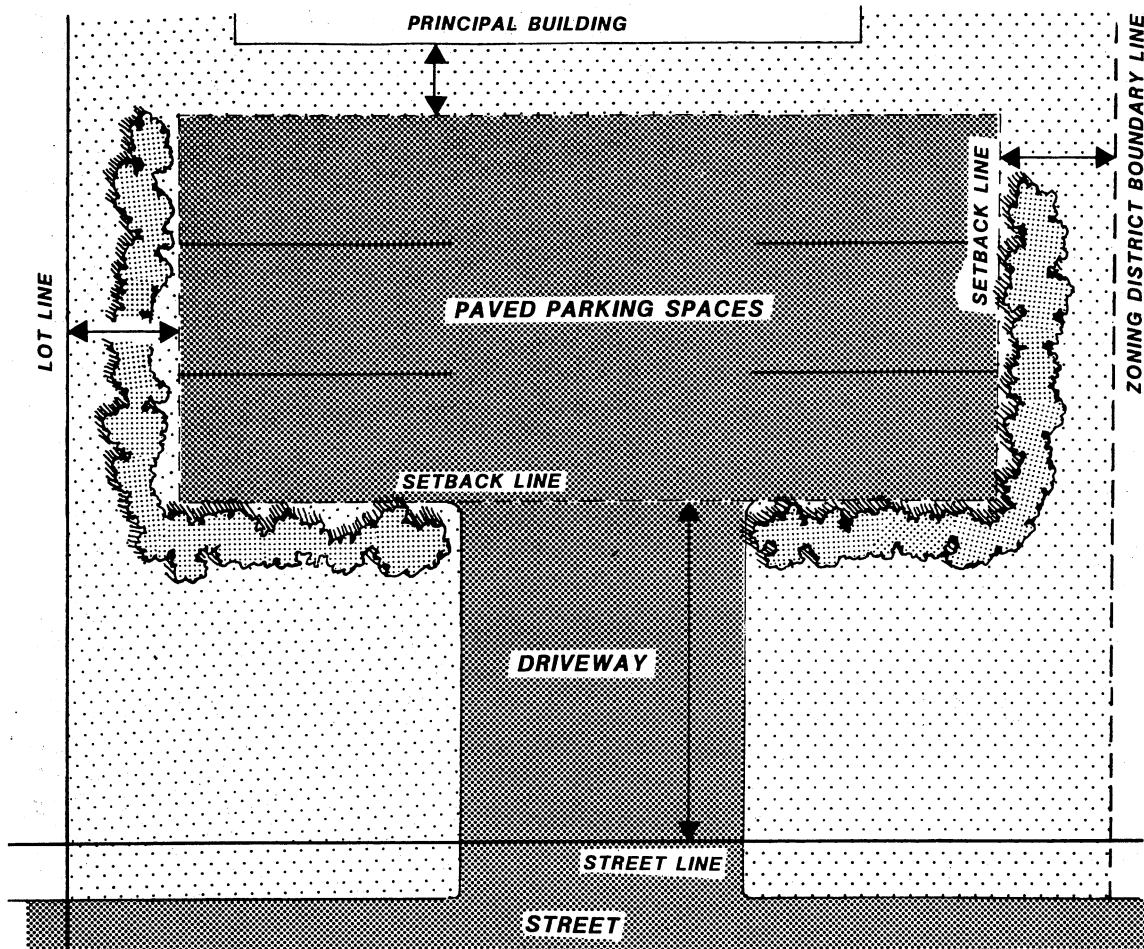 PRINCIPAL BUILDING
ZONING DISTRICT BOUNDARY LINE
SETBACK LINE
LOT LINE
PAVED PARKING SPACES
SETBACK LINE
DRIVEWAY
STREET LINE
STREET